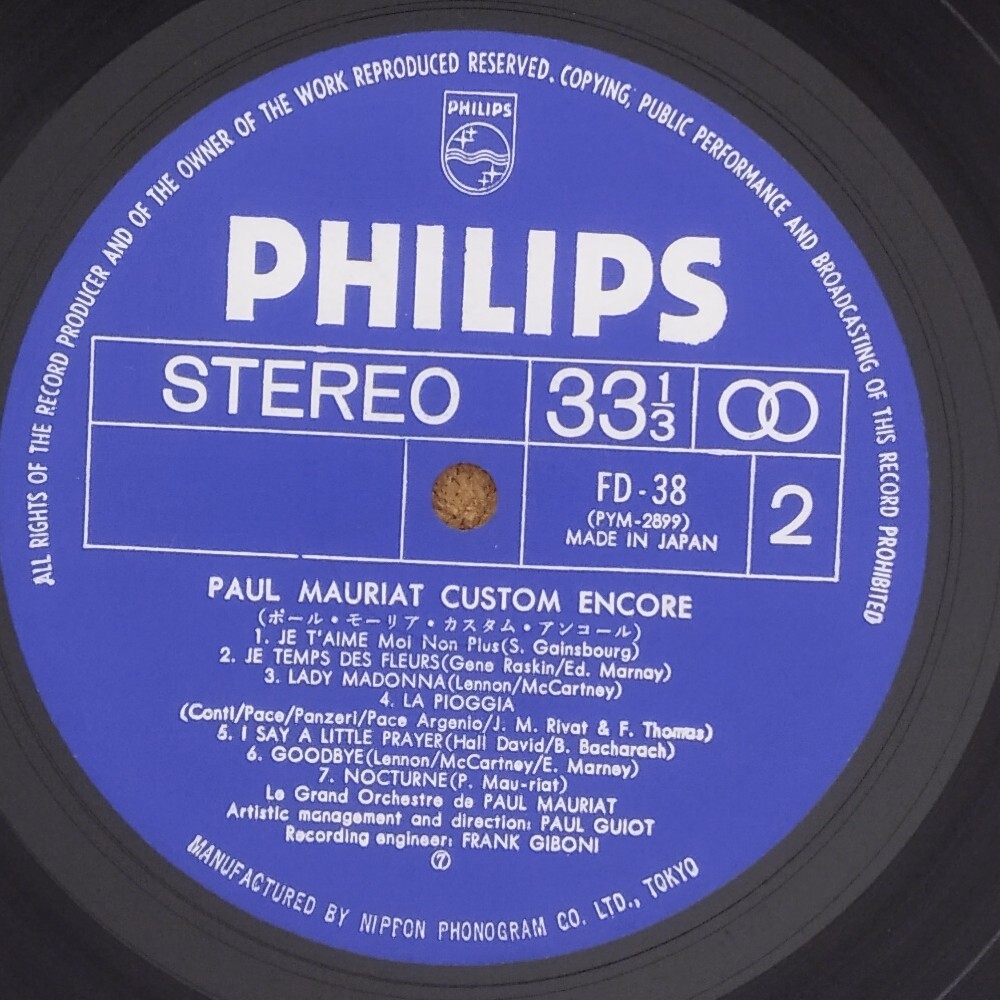 ALL RIGHTS OF THE RECORD PRODUCER AND OF THE OWNER OF THE WORK REPRODUCED RESERVED. COPYING, PUBLIC PERFORMANCE AND BROADCASTING OF THIS RECORD PROHIBITED
PHILIPS
PHILIPS
STEREO 33 1/3
FD-38
(PYM-2899)
MADE IN JAPAN
2
PAUL MAURIAT CUSTOM ENCORE
(ポール・モーリア・カスタム・アンコール)
1. JE T'AIME Moi Non Plus(S. Gainsbourg)
2. JE TEMPS DES FLEURS(Gene Raskin/Ed. Marnay)
3. LADY MADONNA(Lennon/McCartney)
4. LA PIOGGIA
(Conti/Pace/Panzeri/Pace Argenio/J. M. Rivat & F. Thomas)
5. I SAY A LITTLE PRAYER(Hall David/B. Bacharach)
6. GOODBYE(Lennon/McCartney/E. Marney)
7. NOCTURNE(P. Mau-riat)
Le Grand Orchestre de PAUL MAURIAT
Artistic management and direction: PAUL GUIOT
Recording engineer: FRANK GIBONI
⑦
MANUFACTURED BY NIPPON PHONOGRAM CO. LTD., TOKYO